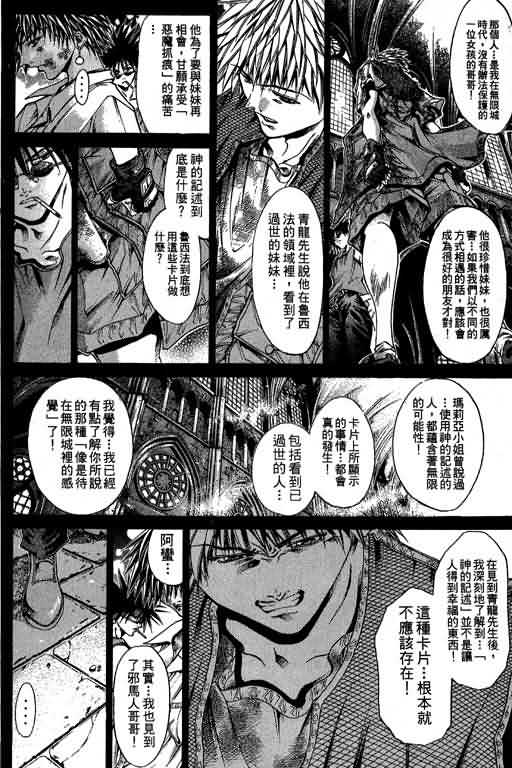 那個人…是我在無限城
時代，沒有辦法保護的
一位女孩的哥哥！
他很珍惜妹妹，也很厲
害…如果我們以不同的
方式相遇的話，應該會
成為很好的朋友才對！
青龍先生說他在魯西
法的領域裡，看到了
過世的妹妹…
他為了要與妹妹再
相會，甘願承受「
惡魔抓痕」的痛苦
…
神的記述到
底是什麼？
魯西法到底想
用這些卡片做
什麼？
瑪莉亞小姐曾說過
…使用神的記述的
人，都蘊含著無限
的可能性！
卡片上所顯示
的事情…都會
真的發生！
包括看到已
過世的人…
我覺得…我已經
有點了解你所說
的那種「像是待
在無限城裡的感
覺」了！
在見到青龍先生後，
我深刻地了解到…「
神的記述」並不是讓
人得到幸福的東西！
這種卡片…根本就
不應該存在！
阿蠻…
其實…我也見到
了邪馬人哥哥！
…